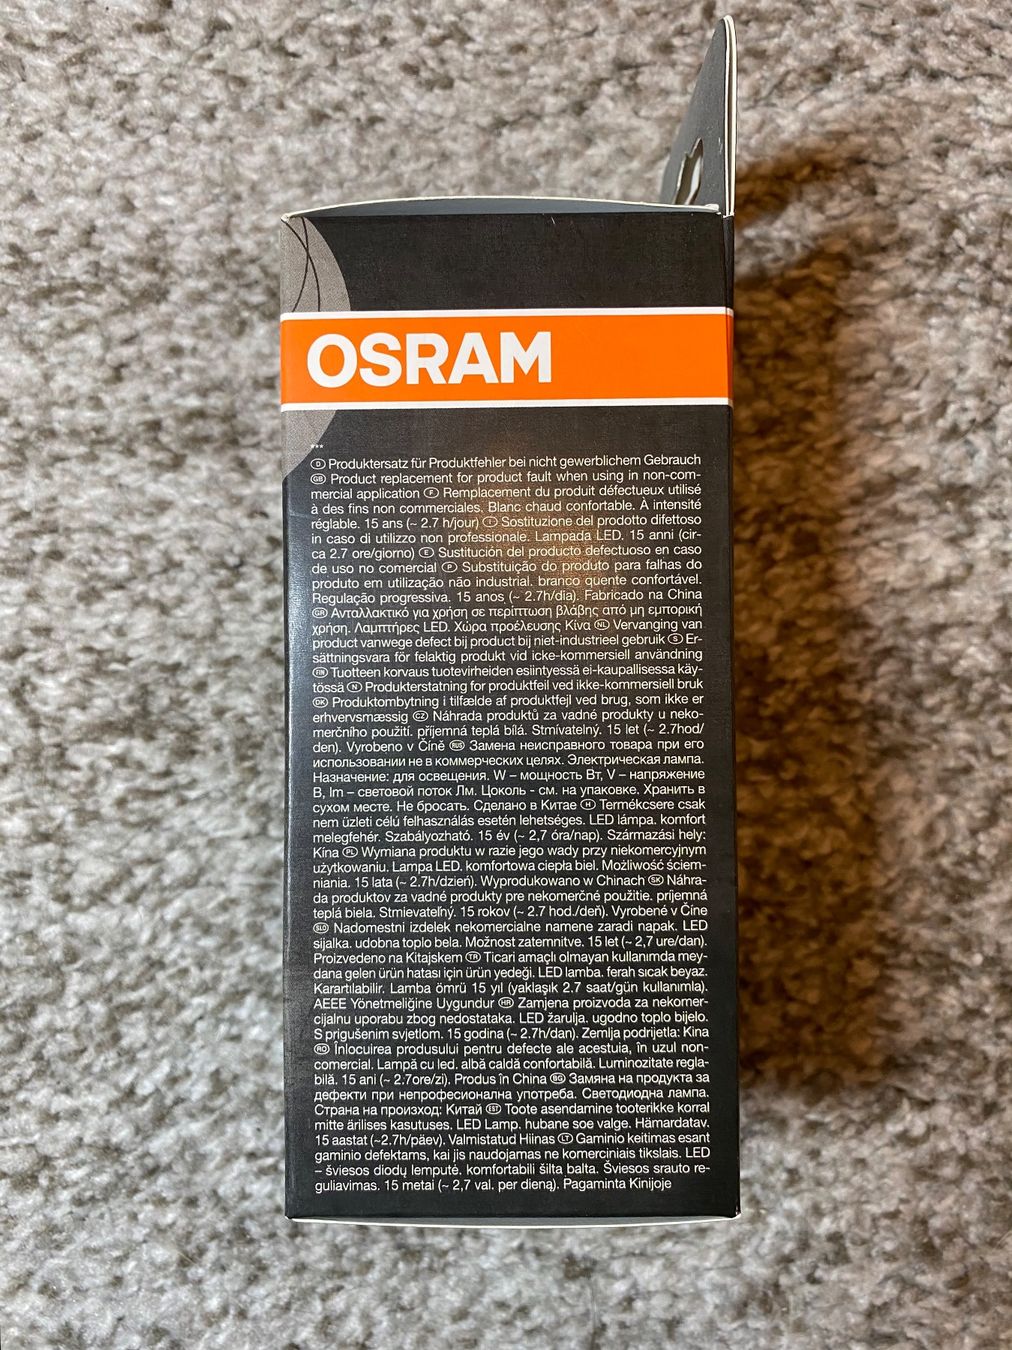 OSRAM
***
(D) Produktersatz für Produktfehler bei nicht gewerblichem Gebrauch
(GB) Product replacement for product fault when using in non-com-
mercial application (F) Remplacement du produit défectueux utilisé
à des fins non commerciales. Blanc chaud confortable. À intensité
réglable. 15 ans (~ 2.7 h/jour) (I) Sostituzione del prodotto difettoso
in caso di utilizzo non professionale. Lampada LED. 15 anni (cir-
ca 2.7 ore/giorno) (E) Sustitución del producto defectuoso en caso
de uso no comercial (P) Substituição do produto para falhas do
produto em utilização não industrial. branco quente confortável.
Regulação progressiva. 15 anos (~ 2.7h/dia). Fabricado na China
(GR) Ανταλλακτικό για χρήση σε περίπτωση βλάβης από μη εμπορική
χρήση. Λαμπτήρες LED. Χώρα προέλευσης Κίνα (NL) Vervanging van
product vanwege defect bij product bij niet-industrieel gebruik (S) Er-
sättningsvara för felaktig produkt vid icke-kommersiell användning
(FIN) Tuotteen korvaus tuotevirheiden esiintyessä ei-kaupallisessa käy-
tössä (N) Produkterstatning for produktfeil ved ikke-kommersiell bruk
(DK) Produktombytning i tilfælde af produktfejl ved brug, som ikke er
erhvervsmæssig (CZ) Náhrada produktů za vadné produkty u neko-
merčního použití. příjemná teplá bílá. Stmívatelný. 15 let (~ 2.7hod/
den). Vyrobeno v Číně (RUS) Замена неисправного товара при его
использовании не в коммерческих целях. Электрическая лампа.
Назначение: для освещения. W – мощность Вт, V – напряжение
В, lm – световой поток Лм. Цоколь - см. на упаковке. Хранить в
сухом месте. Не бросать. Сделано в Китае (H) Termékcsere csak
nem üzleti célú felhasználás esetén lehetséges. LED lámpa. komfort
melegfehér. Szabályozható. 15 év (~ 2,7 óra/nap). Származási hely:
Kína (PL) Wymiana produktu w razie jego wady przy niekomercyjnym
użytkowaniu. Lampa LED. komfortowa ciepła biel. Możliwość ściem-
niania. 15 lata (~ 2.7h/dzień). Wyprodukowano w Chinach (SK) Náhra-
da produktov za vadné produkty pre nekomerčné použitie. príjemná
teplá biela. Stmievateľný. 15 rokov (~ 2.7 hod./deň). Vyrobené v Číne
(SLO) Nadomestni izdelek nekomercialne namene zaradi napak. LED
sijalka. udobna toplo bela. Možnost zatemnitve. 15 let (~ 2,7 ure/dan).
Proizvedeno na Kitajskem (TR) Ticari amaçlı olmayan kullanımda mey-
dana gelen ürün hatası için ürün yedeği. LED lamba. ferah sıcak beyaz.
Karartılabilir. Lamba ömrü 15 yıl (yaklaşık 2.7 saat/gün kullanımla).
AEEE Yönetmeliğine Uygundur (HR) Zamjena proizvoda za nekomer-
cijalnu uporabu zbog nedostataka. LED žarulja. ugodno toplo bijelo.
S prigušenim svjetlom. 15 godina (~ 2.7h/dan). Zemlja podrijetla: Kina
(RO) Înlocuirea produsului pentru defecte ale acestuia, în uzul non-
comercial. Lampă cu led. albă caldă confortabilă. Luminozitate regla-
bilă. 15 ani (~ 2.7ore/zi). Produs în China (BG) Замяна на продукта за
дефекти при непрофесионална употреба. Светодиодна лампа.
Страна на произход: Китай (EST) Toote asendamine tooterikke korral
mitte ärilises kasutuses. LED Lamp. hubane soe valge. Hämardatav.
15 aastat (~2.7h/päev). Valmistatud Hiinas (LT) Gaminio keitimas esant
gaminio defektams, kai jis naudojamas ne komerciniais tikslais. LED
– šviesos diodų lemputė. komfortabili šilta balta. Šviesos srauto re-
guliavimas. 15 metai (~ 2,7 val. per dieną). Pagaminta Kinijoje